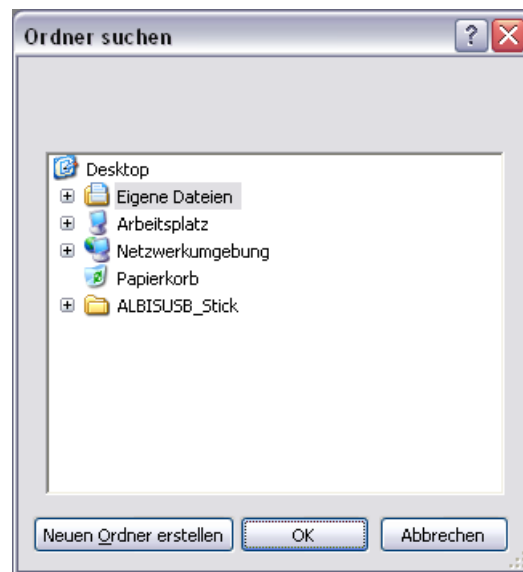 Ordner suchen
Desktop
Eigene Dateien
Arbeitsplatz
Netzwerkumgebung
Papierkorb
ALBISUSB_Stick
Neuen Ordner erstellen OK Abbrechen